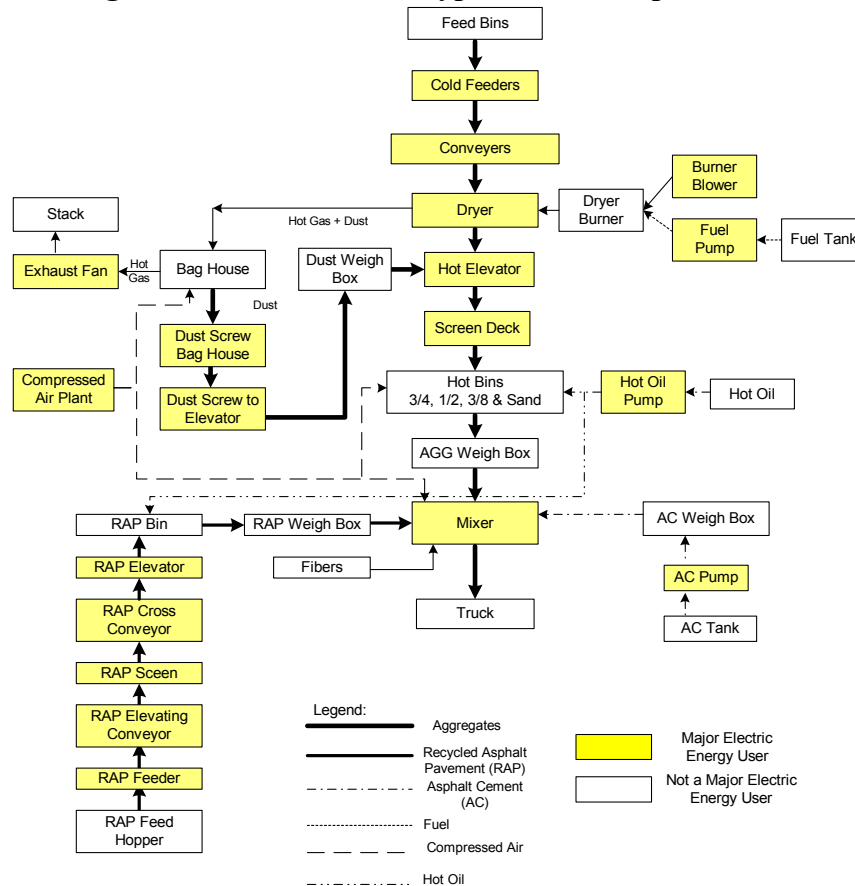 Feed Bins
Cold Feeders
Conveyers
Burner
Blower
Dryer
Dryer
Burner
Stack
Hot Gas + Dust
Fuel
Pump
Fuel Tank
Exhaust Fan
Hot
Gas
Bag House
Dust Weigh
Box
Hot Elevator
Dust
Dust Screw
Bag House
Screen Deck
Compressed
Air Plant
Dust Screw to
Elevator
Hot Bins
3/4, 1/2, 3/8 & Sand
Hot Oil
Pump
Hot Oil
AGG Weigh Box
RAP Bin
RAP Weigh Box
Mixer
AC Weigh Box
RAP Elevator
Fibers
AC Pump
RAP Cross
Conveyor
Truck
AC Tank
RAP Sceen
RAP Elevating
Conveyor
RAP Feeder
RAP Feed
Hopper
Legend:
Aggregates
Recycled Asphalt
Pavement (RAP)
Asphalt Cement
(AC)
Fuel
Compressed Air
Hot Oil
Major Electric
Energy User
Not a Major Electric
Energy User